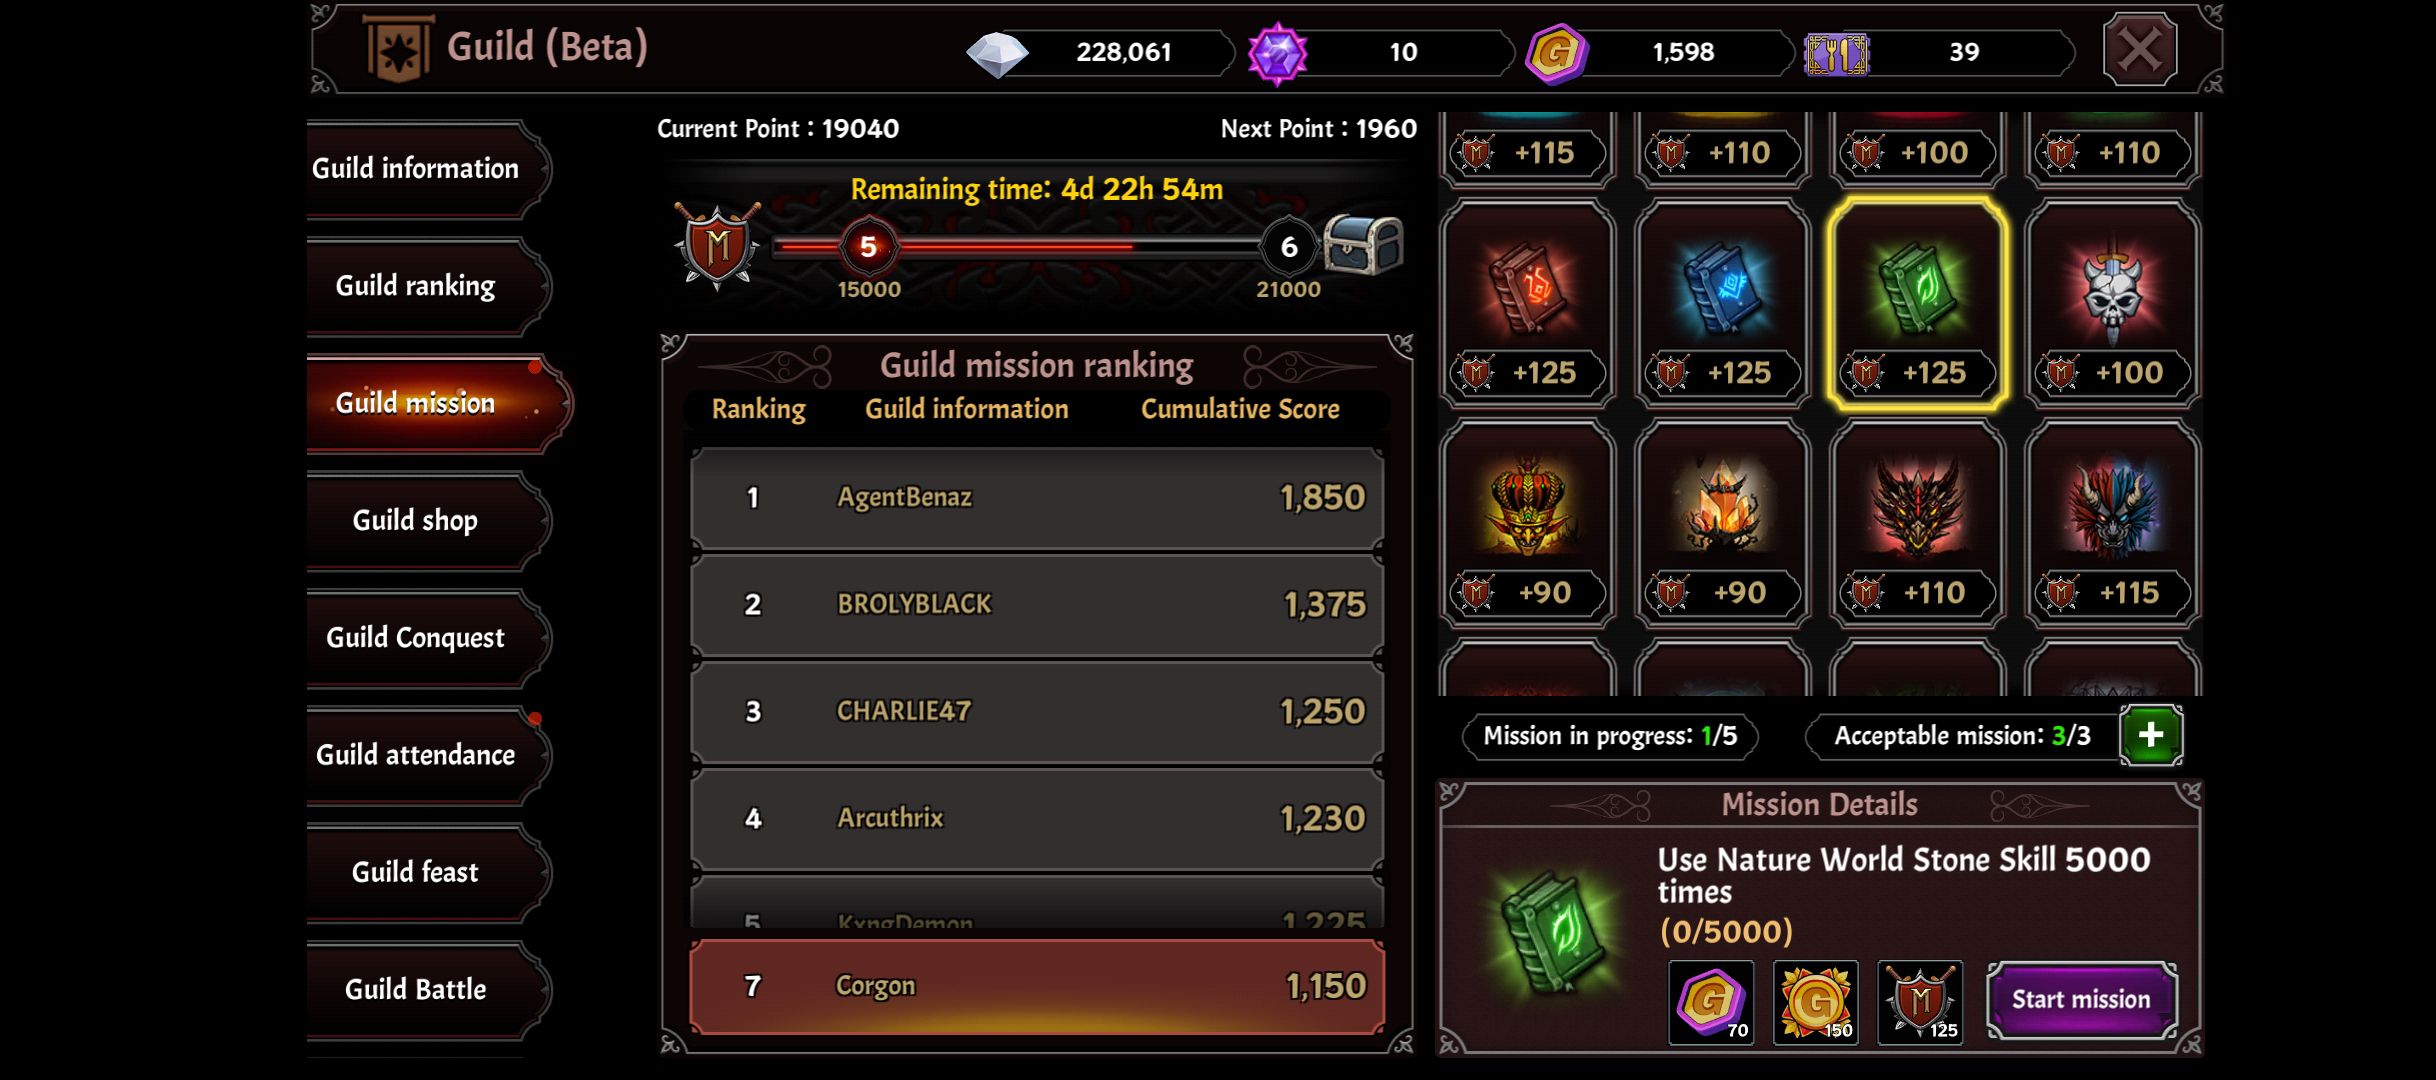 Guild (Beta)
228,061
10
1,598
39
Guild information
Guild ranking
Guild mission
Guild shop
Guild Conquest
Guild attendance
Guild feast
Guild Battle
Current Point : 19040
Next Point : 1960
Remaining time: 4d 22h 54m
M
5
6
15000
21000
Guild mission ranking
Ranking
Guild information
Cumulative Score
1 AgentBenaz 1,850
2 BROLYBLACK 1,375
3 CHARLIE47 1,250
4 Arcuthrix 1,230
5 KxngDemon 1,225
7 Corgon 1,150
+115
+110
+100
+110
+125
+125
+125
+100
+90
+90
+110
+115
Mission in progress: 1/5
Acceptable mission: 3/3
+
Mission Details
Use Nature World Stone Skill 5000
times
(0/5000)
G 70
G 150
M 125
Start mission